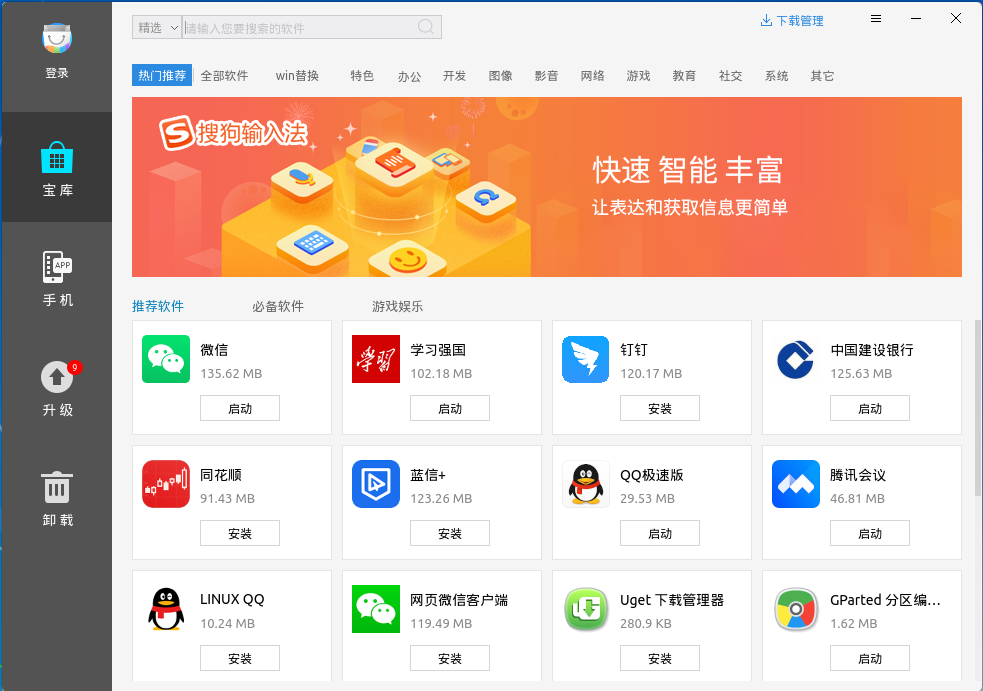 登录
宝 库
APP
手 机
9
升 级
卸 载
精选
请输入您要搜索的软件
下载管理
热门推荐 全部软件 win替换 特色 办公 开发 图像 影音 网络 游戏 教育 社交 系统 其它
S 搜狗输入法
快速 智能 丰富
让表达和获取信息更简单
推荐软件 必备软件 游戏娱乐
微信
135.62 MB
启动
学习
学习强国
102.18 MB
启动
钉钉
120.17 MB
安装
中国建设银行
125.63 MB
启动
同花顺
91.43 MB
安装
蓝信+
123.26 MB
安装
QQ极速版
29.53 MB
启动
腾讯会议
46.81 MB
启动
LINUX QQ
10.24 MB
安装
网页微信客户端
119.49 MB
安装
Uget 下载管理器
280.9 KB
安装
GParted 分区编...
1.62 MB
启动